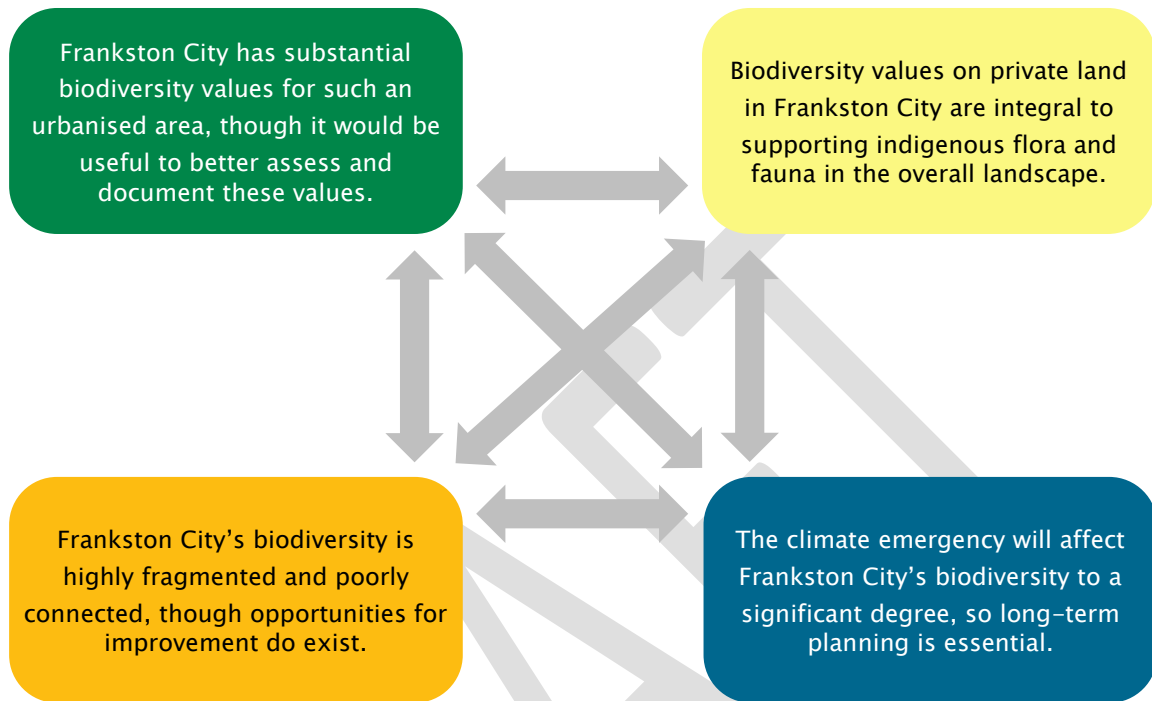 Frankston City has substantial
biodiversity values for such an
urbanised area, though it would be
useful to better assess and
document these values.
Biodiversity values on private land
in Frankston City are integral to
supporting indigenous flora and
fauna in the overall landscape.
Frankston City’s biodiversity is
highly fragmented and poorly
connected, though opportunities for
improvement do exist.
The climate emergency will affect
Frankston City’s biodiversity to a
significant degree, so long-term
planning is essential.